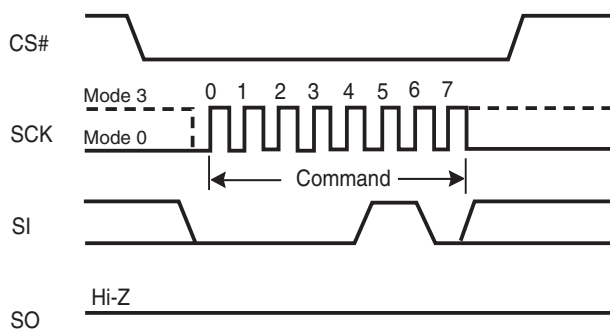 CS#
Mode 3
0 1 2 3 4 5 6 7
SCK
Mode 0
Command
SI
Hi-Z
SO